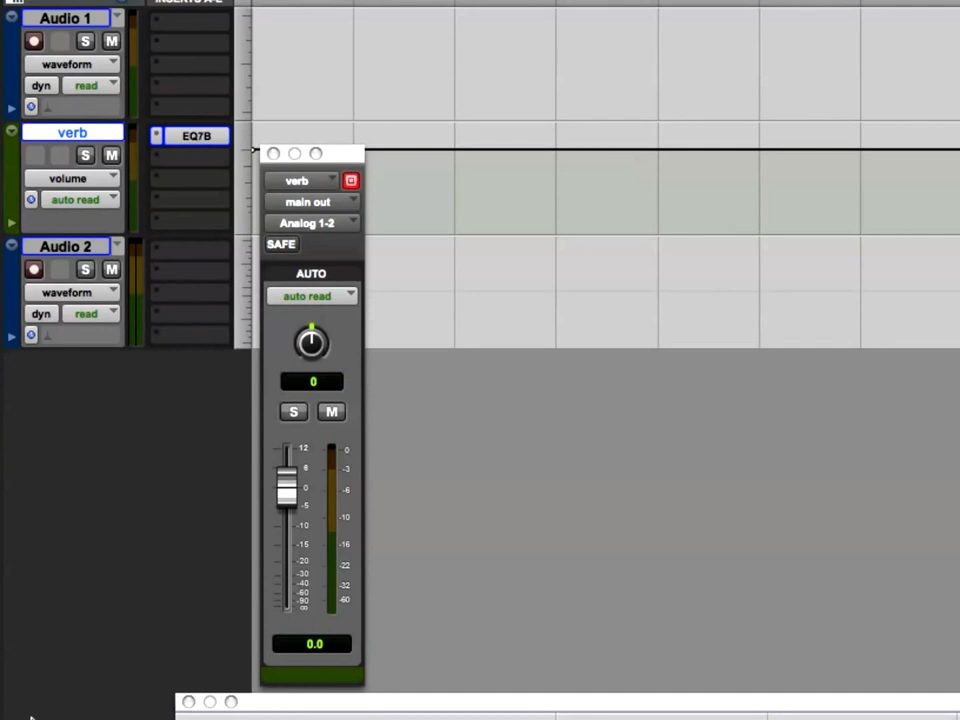 INSERTS A-E
Audio 1
S M
waveform
dyn read
verb
EQ7B
S M
volume
auto read
Audio 2
S M
waveform
dyn read
verb
main out
Analog 1-2
SAFE
AUTO
auto read
0
S M
12 0
6 -3
0 -6
-5
-10 -10
-15 -16
-20 -22
-30
-40 -32
-60
-90 -60
∞
0.0